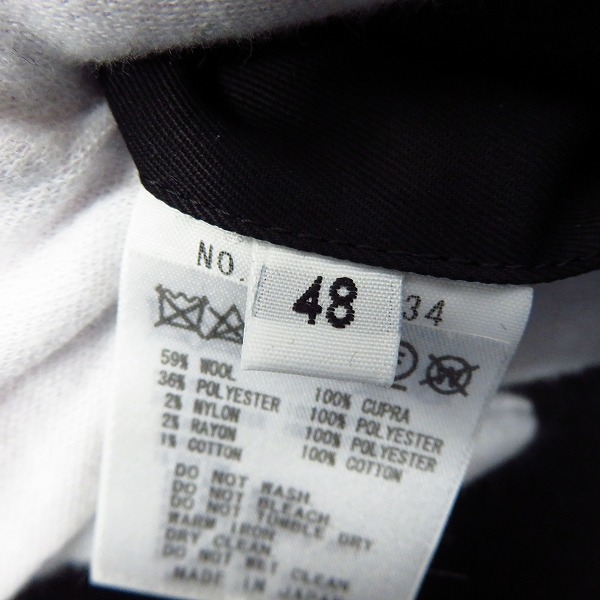 NO.
48
34
59% WOOL
36% POLYESTER 100% CUPRA
2% NYLON 100% POLYESTER
2% RAYON 100% POLYESTER
1% COTTON 100% COTTON
DO NOT WASH
DO NOT BLEACH
DO NOT TUMBLE DRY
WARM IRON
DRY CLEAN
DO NOT WET CLEAN
MADE IN JAPAN